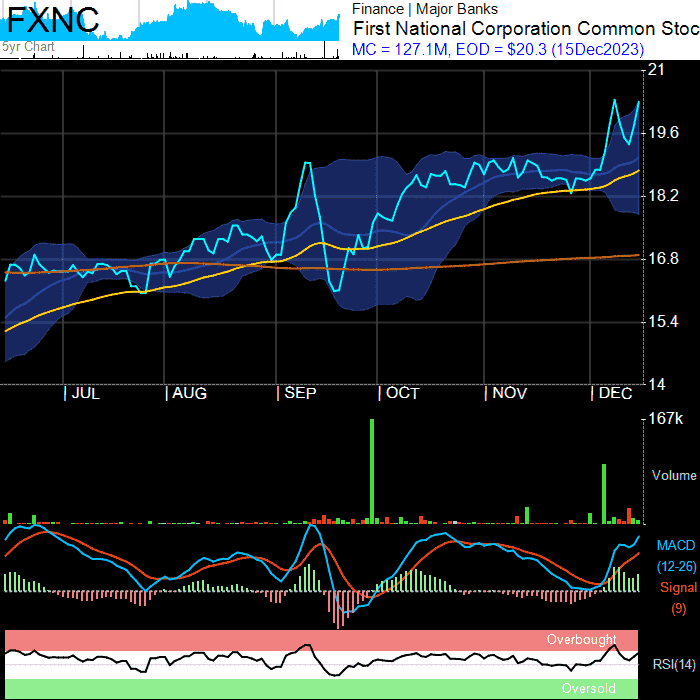 FXNC
5yr Chart
Finance | Major Banks
First National Corporation Common Stoc
MC = 127.1M, EOD = $20.3 (15Dec2023)
21
19.6
18.2
16.8
15.4
14
| JUL | AUG | SEP | OCT | NOV | DEC
167k
Volume
MACD
(12-26)
Signal
(9)
Overbought
RSI(14)
Oversold